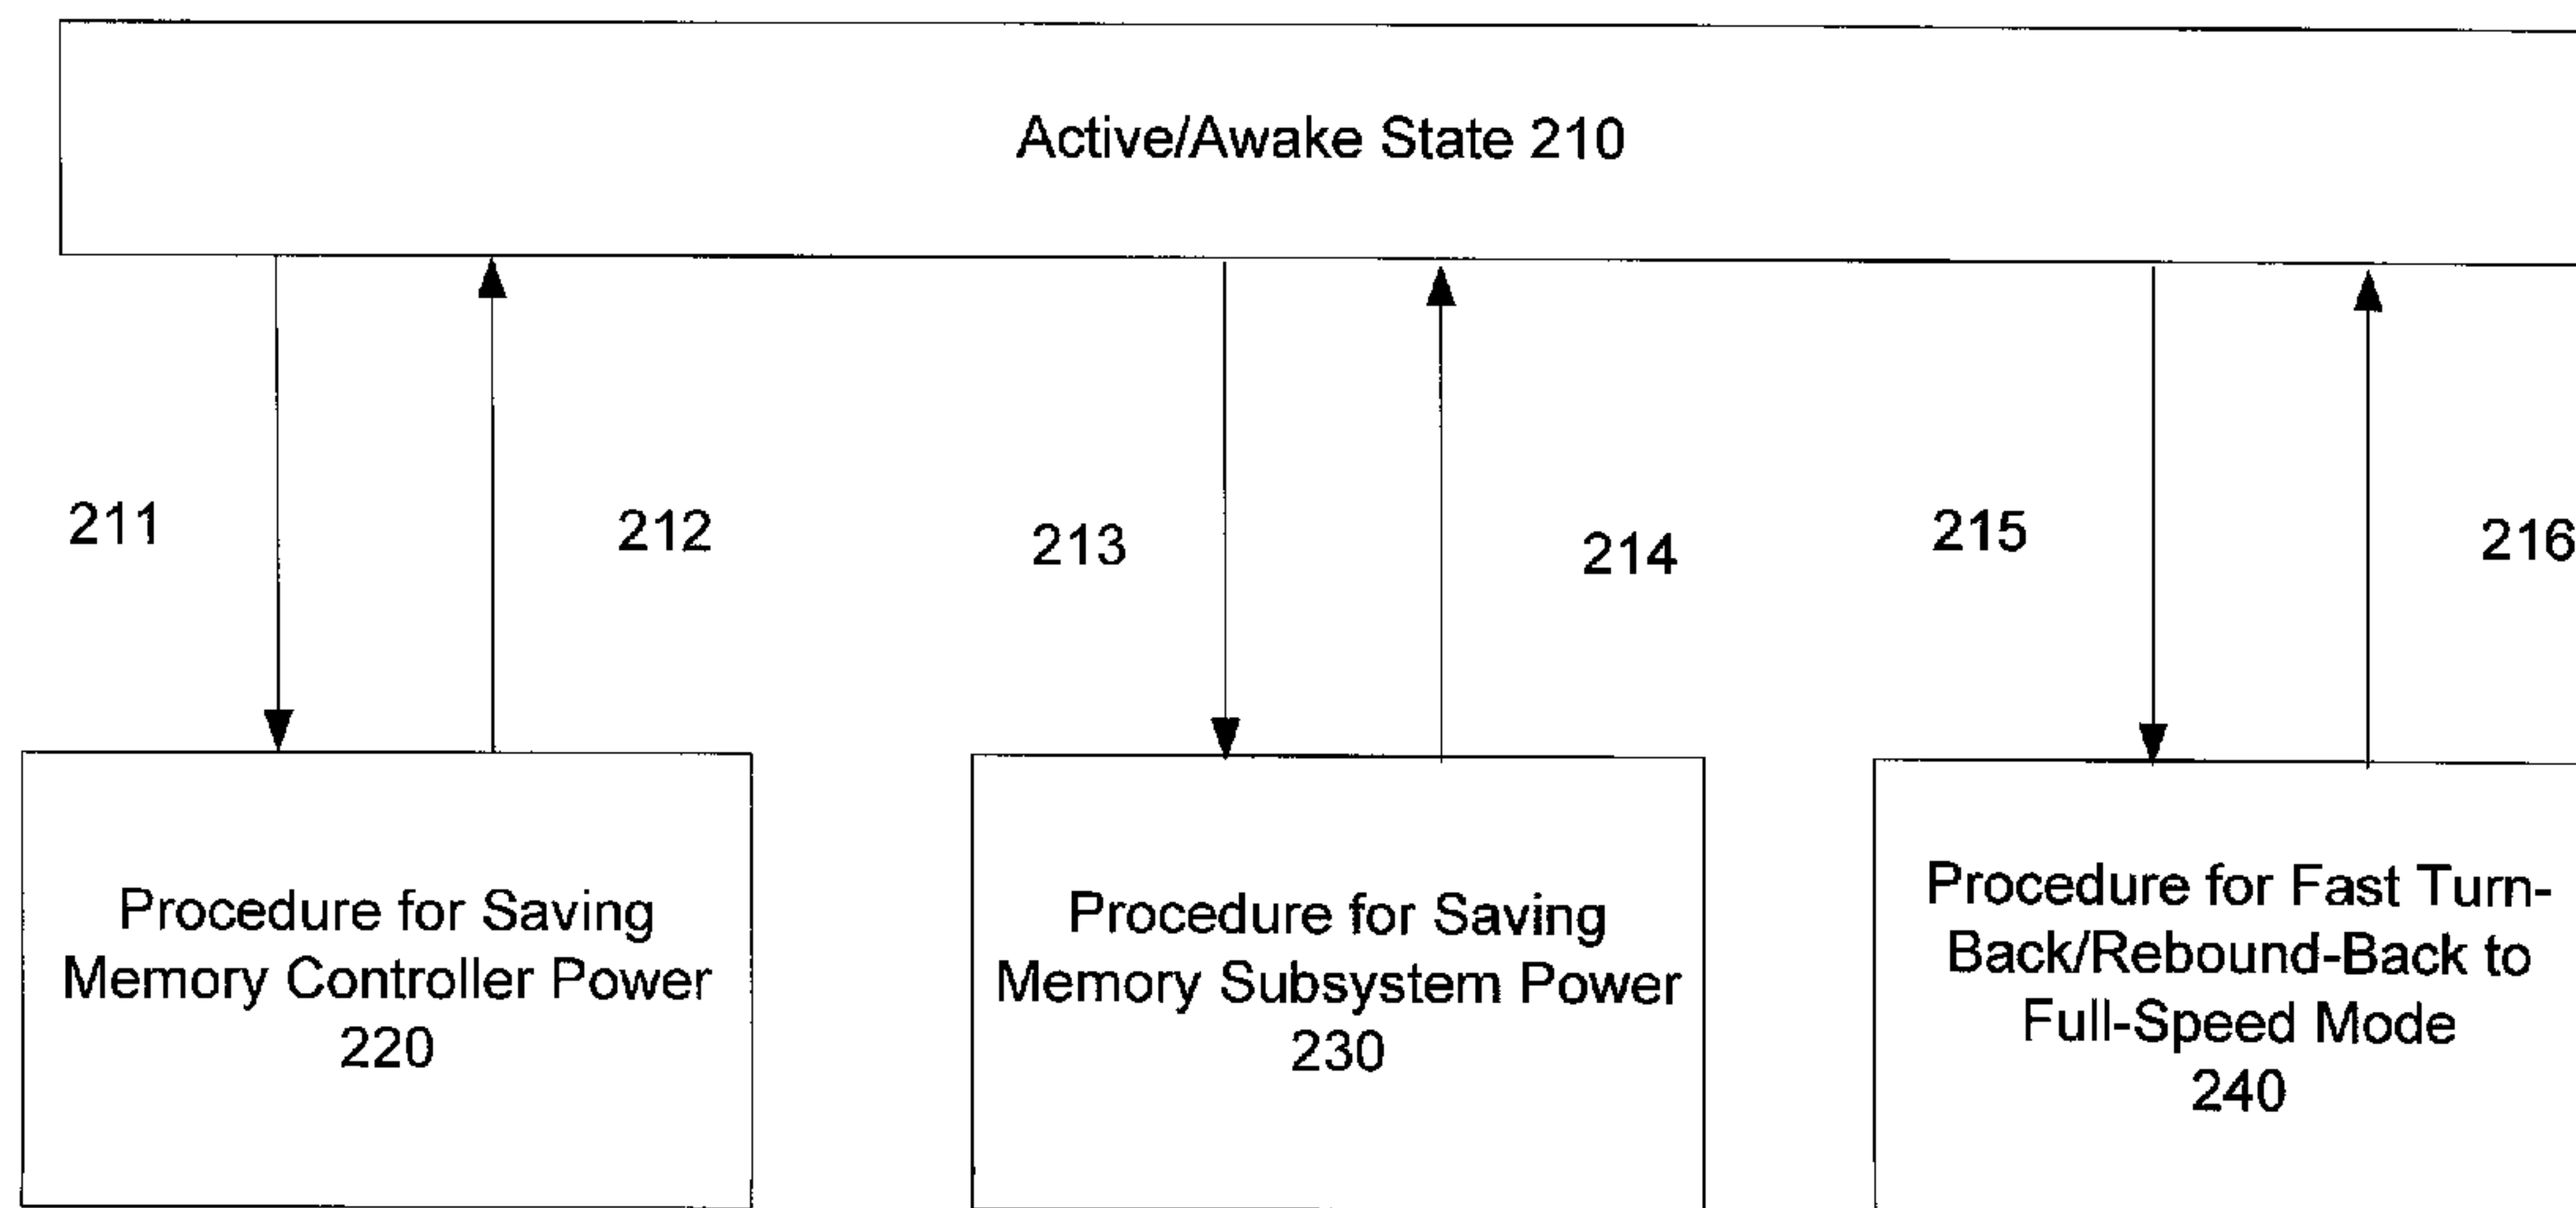 Active/Awake State 210
211
212
213
214
215
216
Procedure for Saving
Memory Controller Power
220
Procedure for Saving
Memory Subsystem Power
230
Procedure for Fast Turn-
Back/Rebound-Back to
Full-Speed Mode
240